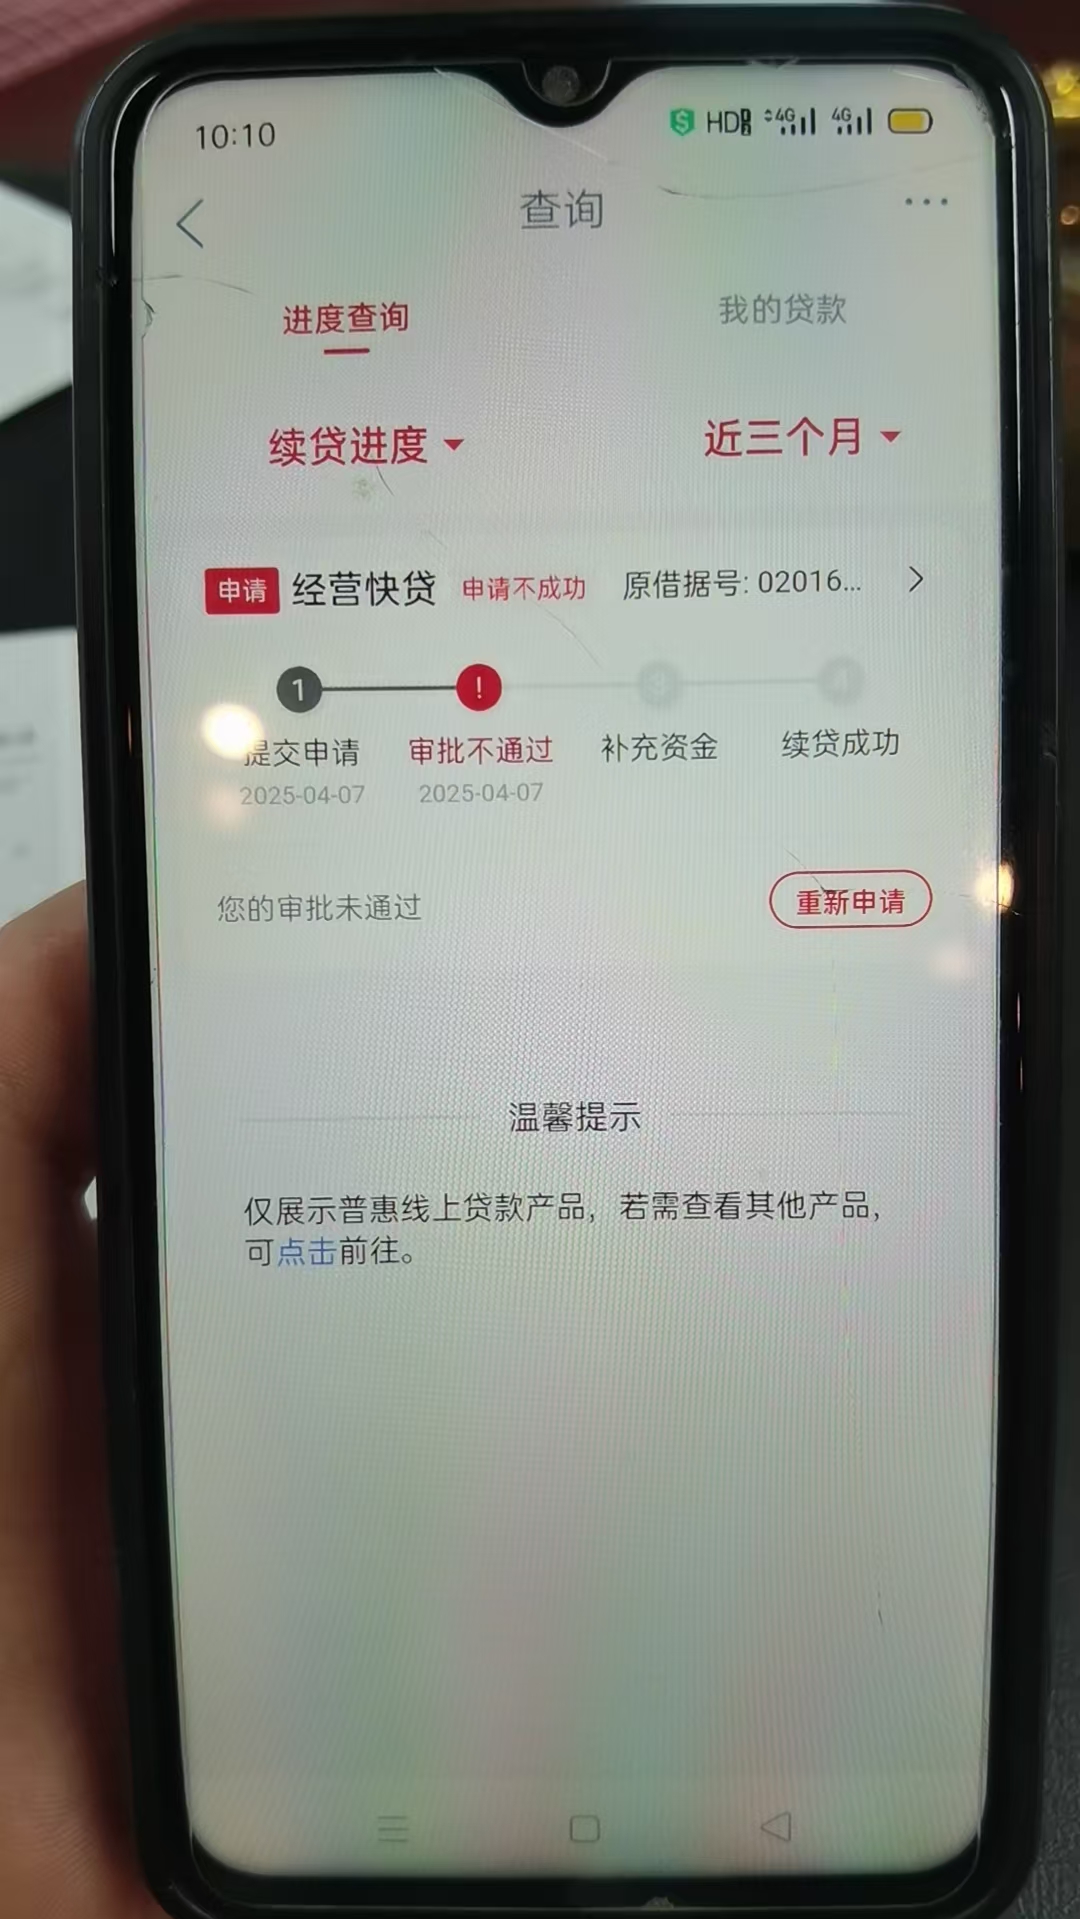 10:10 HD 4G 4G
查询
进度查询 我的贷款
续贷进度 近三个月
申请 经营快贷 申请不成功 原借据号: 02016...
1 ! 3 4
提交申请 审批不通过 补充资金 续贷成功
2025-04-07 2025-04-07
您的审批未通过 重新申请
温馨提示
仅展示普惠线上贷款产品，若需查看其他产品，
可点击前往。